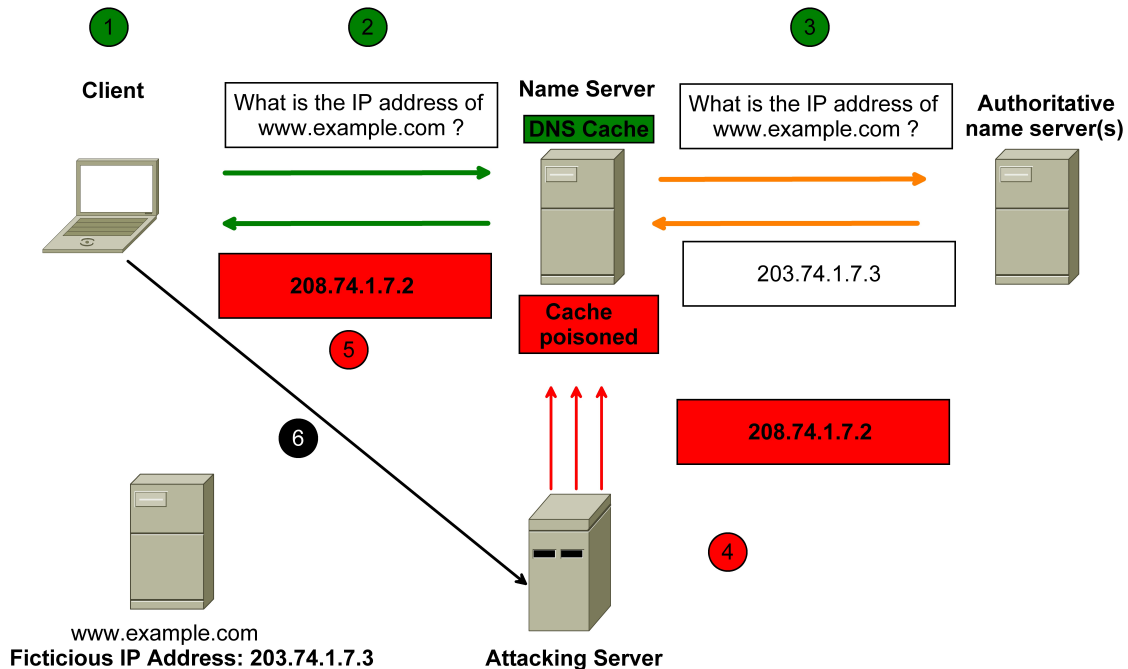 1
2
3
Client
What is the IP address of
www.example.com ?
Name Server
DNS Cache
What is the IP address of
www.example.com ?
Authoritative
name server(s)
208.74.1.7.2
203.74.1.7.3
Cache
poisoned
5
208.74.1.7.2
6
4
www.example.com
Ficticious IP Address: 203.74.1.7.3
Attacking Server